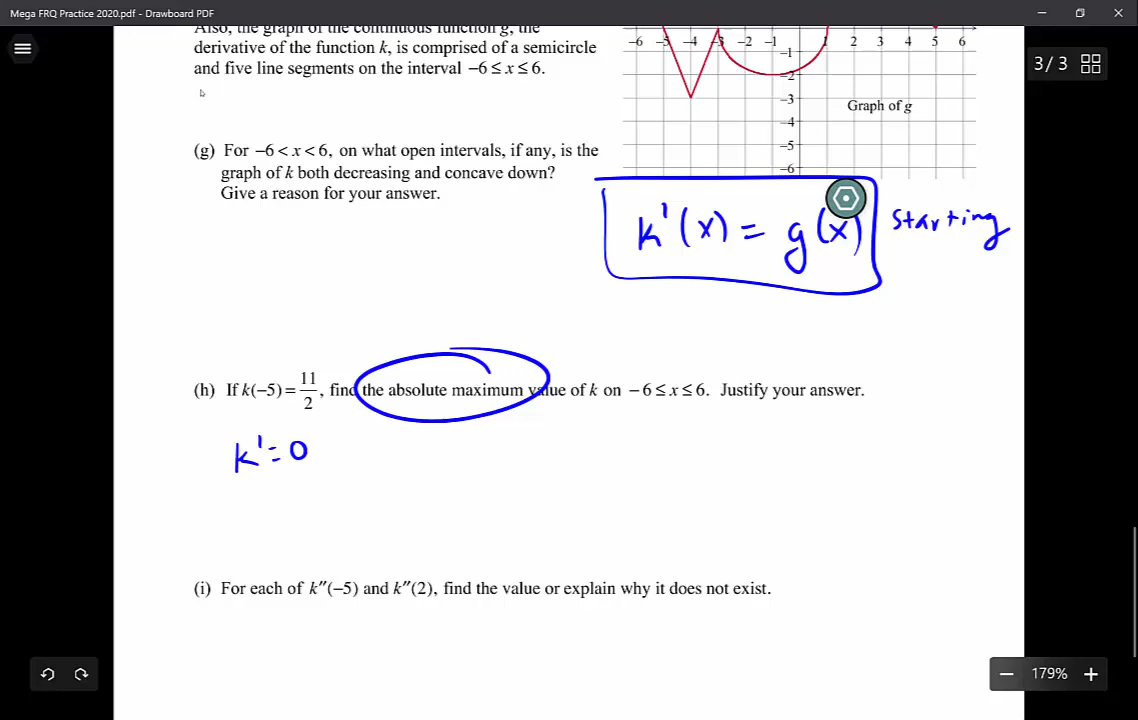 Mega FRQ Practice 2020.pdf - Drawboard PDF
Also, the graph of the continuous function g, the
derivative of the function k, is comprised of a semicircle
and five line segments on the interval −6 ≤ x ≤ 6.
−6 −5 −4 −3 −2 −1 1 2 3 4 5 6
−1
−2
−3
−4
−5
−6
Graph of g
3 / 3
(g) For −6 < x < 6, on what open intervals, if any, is the
graph of k both decreasing and concave down?
Give a reason for your answer.
k'(x) = g(x) starting
(h) If k(−5) = 11/2, find the absolute maximum value of k on −6 ≤ x ≤ 6. Justify your answer.
k' = 0
(i) For each of k″(−5) and k″(2), find the value or explain why it does not exist.
179%